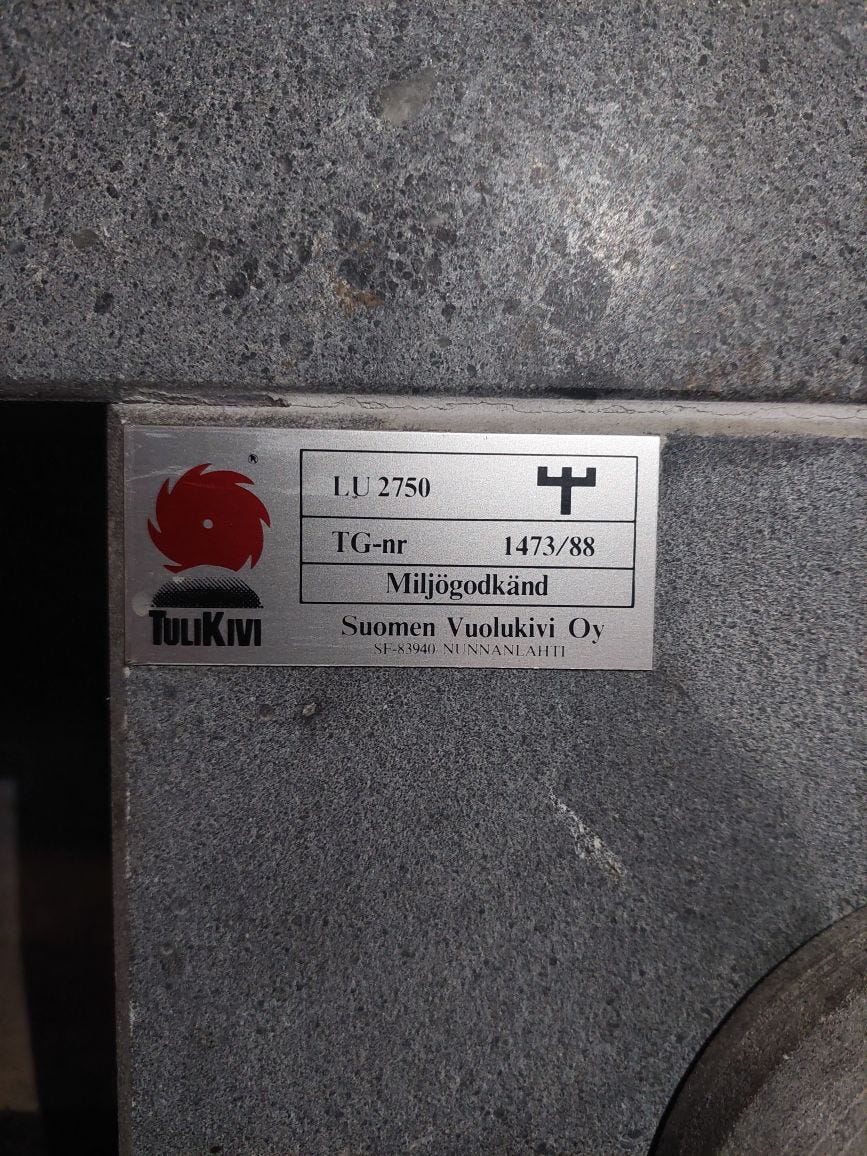 ®
LU 2750
TG-nr 1473/88
Miljögodkänd
TULIKIVI
Suomen Vuolukivi Oy
SF-83940 NUNNANLAHTI